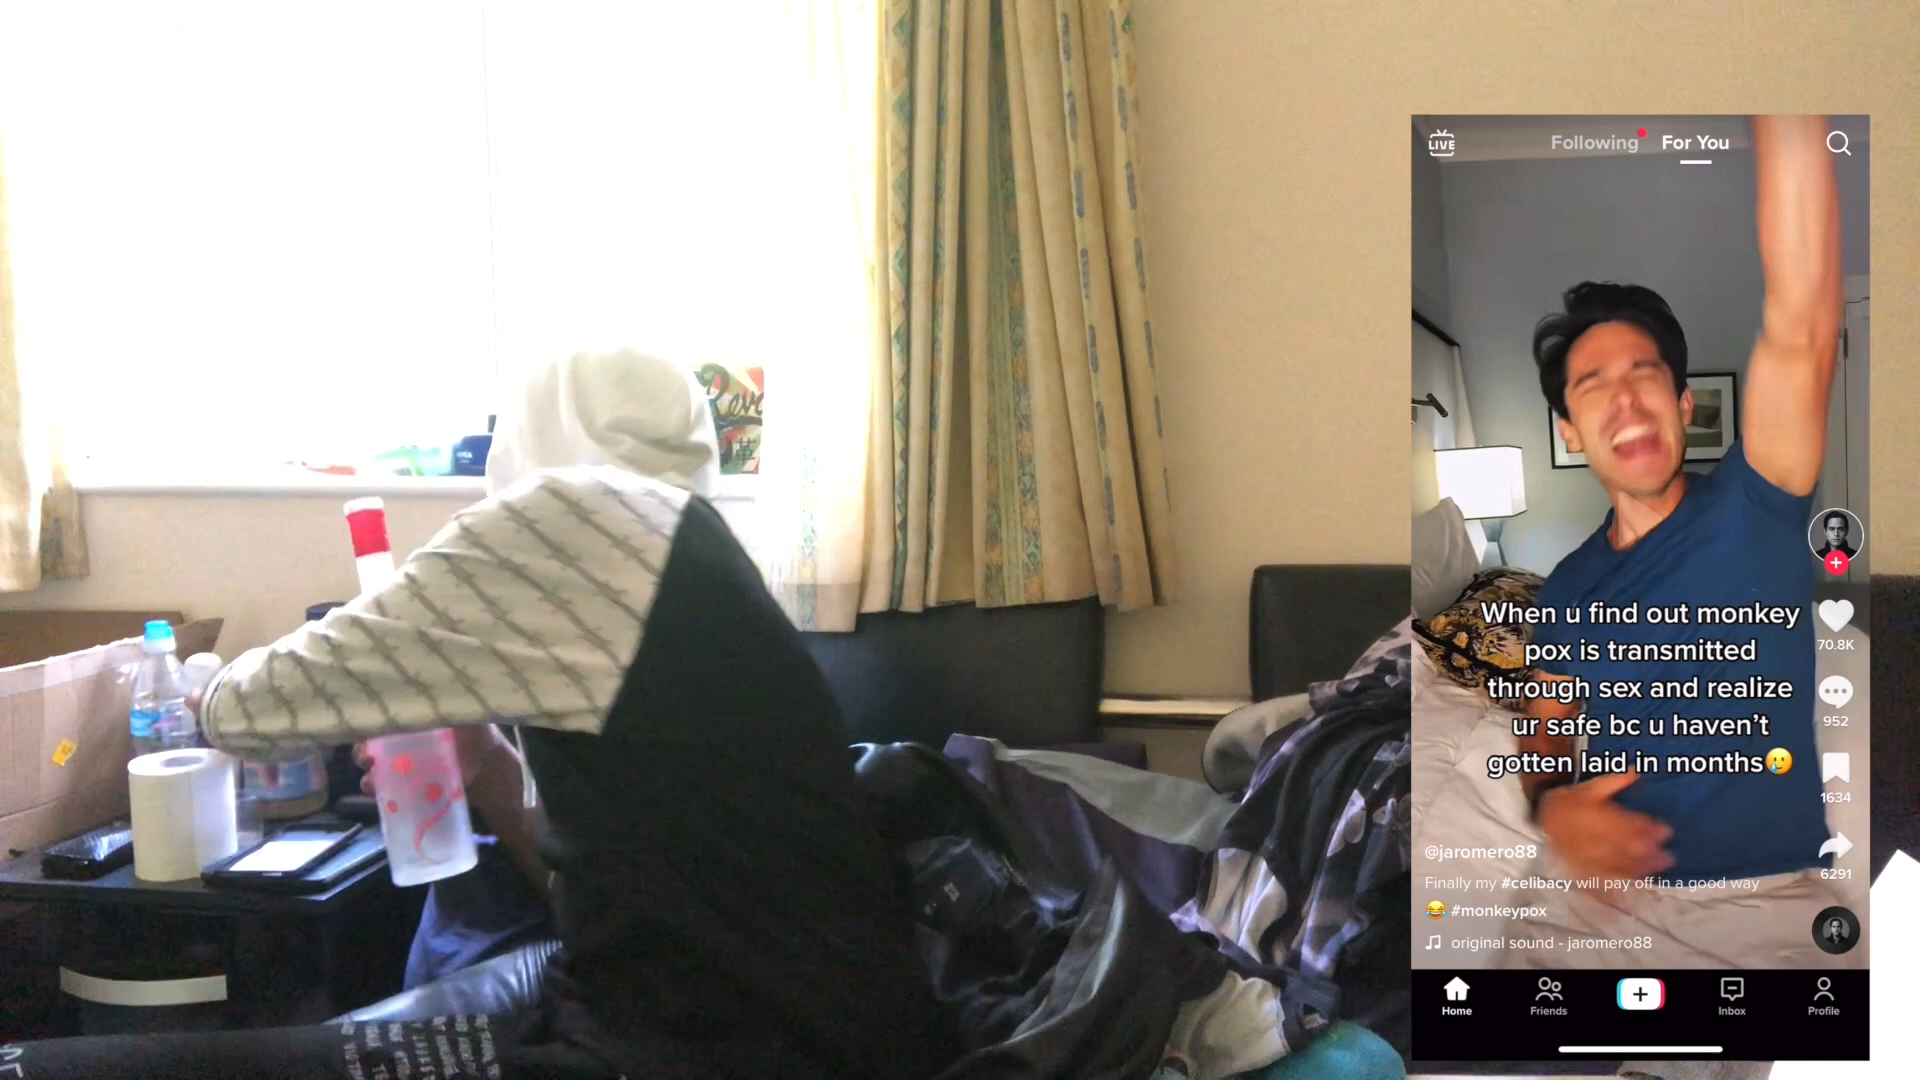 Reve
革
LIVE
Following
For You
When u find out monkey
pox is transmitted
through sex and realize
ur safe bc u haven't
gotten laid in months🥲
70.8K
952
1634
6291
@jaromero88
Finally my #celibacy will pay off in a good way
😂 #monkeypox
original sound - jaromero88
Home
Friends
Inbox
Profile